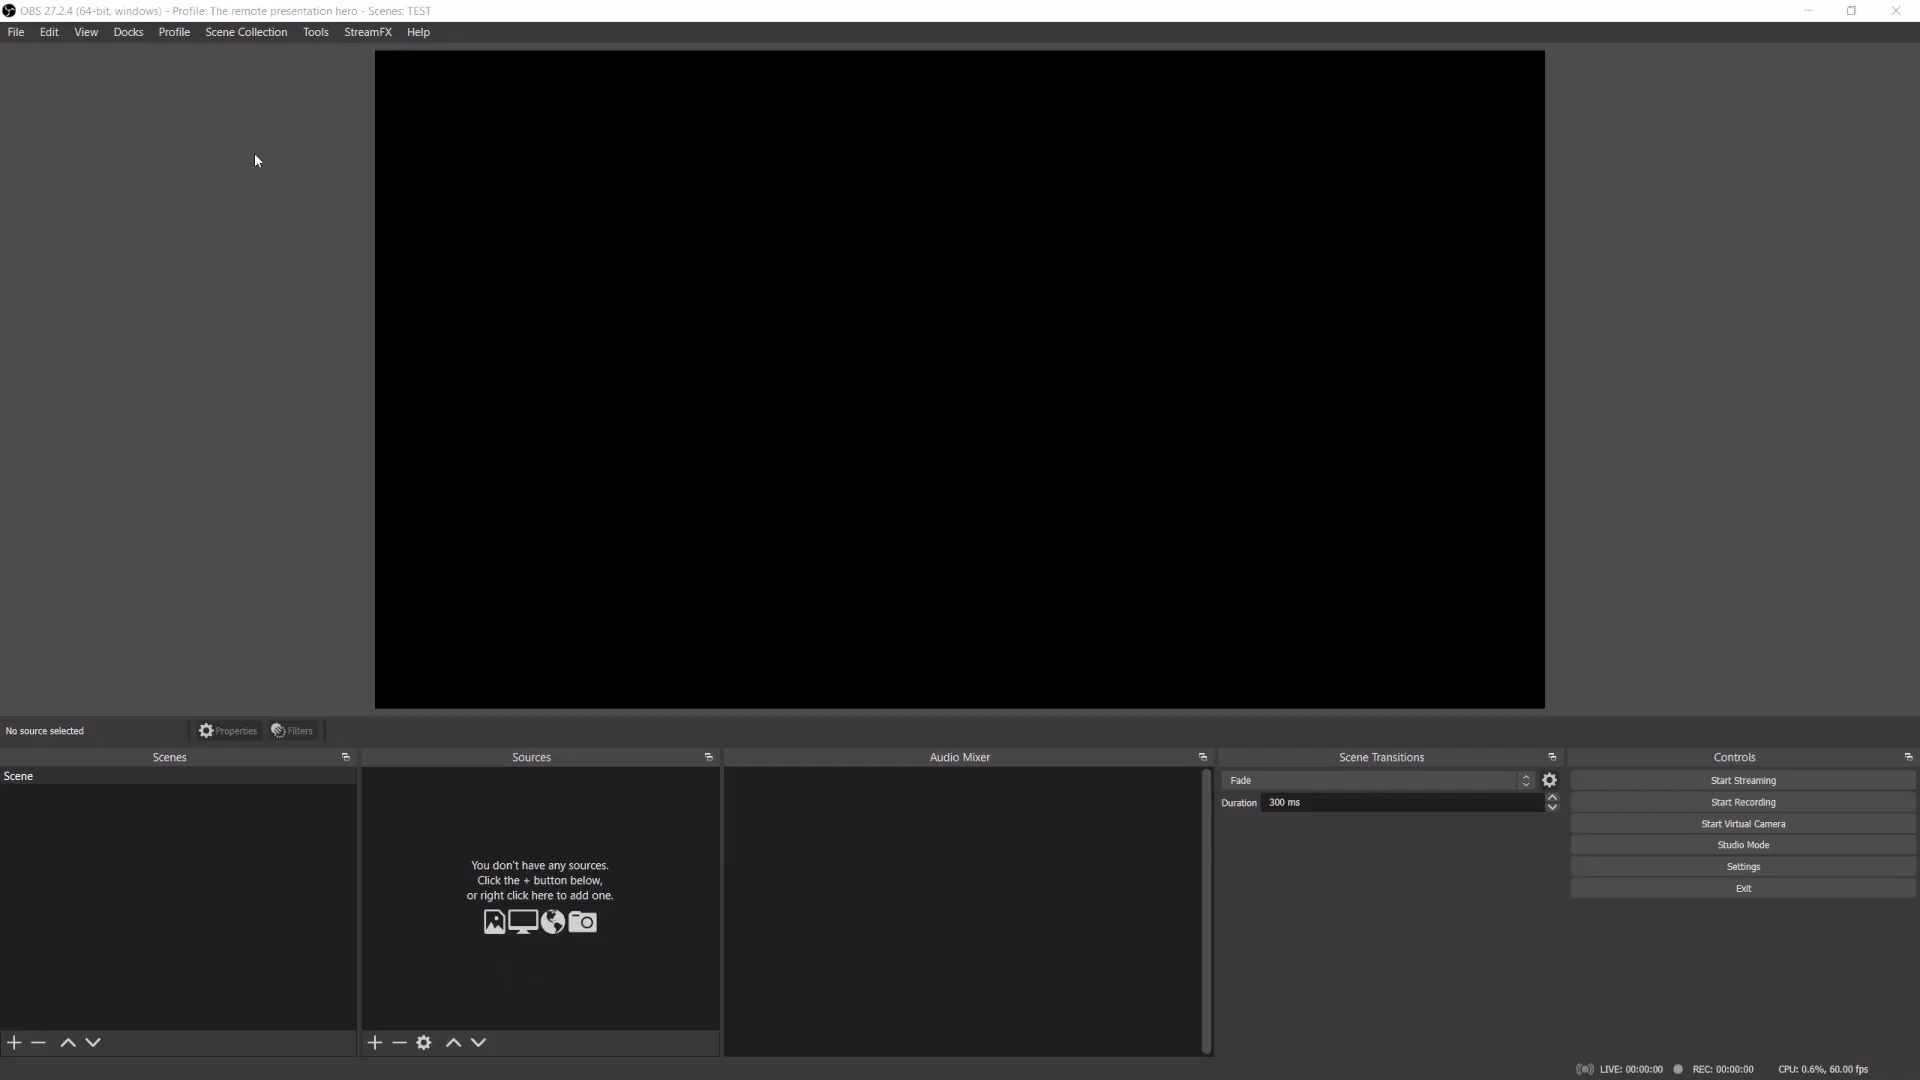 OBS 27.2.4 (64-bit, windows) - Profile: The remote presentation hero - Scenes: TEST
File Edit View Docks Profile Scene Collection Tools StreamFX Help
No source selected Properties Filters
Scenes Sources Audio Mixer Scene Transitions Controls
Scene
You don't have any sources.
Click the + button below,
or right click here to add one.
Fade
Duration 300 ms
Start Streaming
Start Recording
Start Virtual Camera
Studio Mode
Settings
Exit
LIVE: 00:00:00 REC: 00:00:00 CPU: 0.6%, 60.00 fps